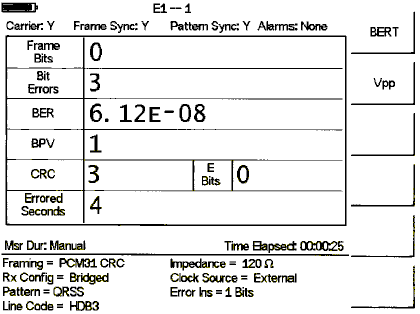 E1 -- 1
Carrier: Y Frame Sync: Y Pattern Sync: Y Alarms: None
BERT
Frame Bits 0
Bit Errors 3
Vpp
BER 6.12E-08
BPV 1
CRC 3 E Bits 0
Errored Seconds 4
Msr Dur: Manual Time Elapsed: 00:00:25
Framing = PCM31 CRC Impedance = 120 Ω
Rx Config = Bridged Clock Source = External
Pattern = QRSS Error Ins = 1 Bits
Line Code = HDB3